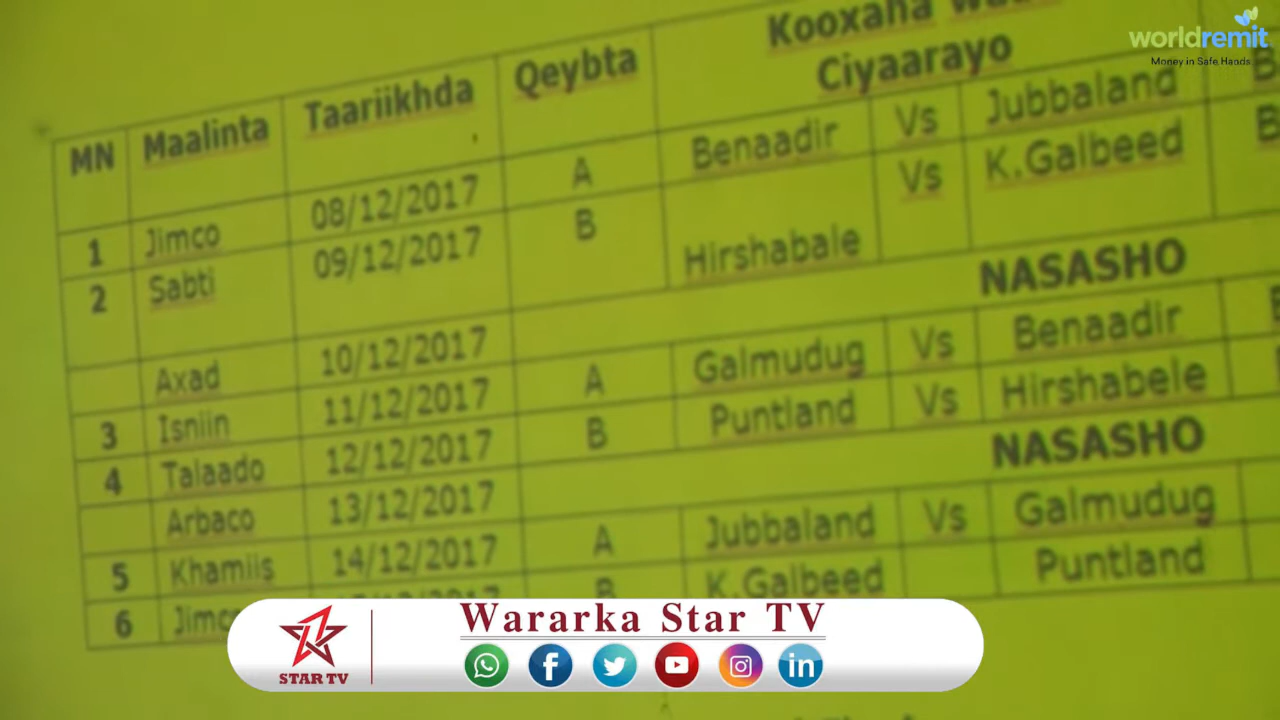 worldremit
Money in Safe Hands
MN Maalinta Taariikhda Qeybta Kooxaha
Ciyaarayo
1 Jimco 08/12/2017 A Benaadir Vs Jubbaland
2 Sabti 09/12/2017 B Hirshabale Vs K.Galbeed
Axad 10/12/2017 NASASHO
3 Isniin 11/12/2017 A Galmudug Vs Benaadir
4 Talaado 12/12/2017 B Puntland Vs Hirshabele
Arbaco 13/12/2017 NASASHO
5 Khamiis 14/12/2017 A Jubbaland Vs Galmudug
6 B K.Galbeed Puntland
STAR TV
Wararka Star TV